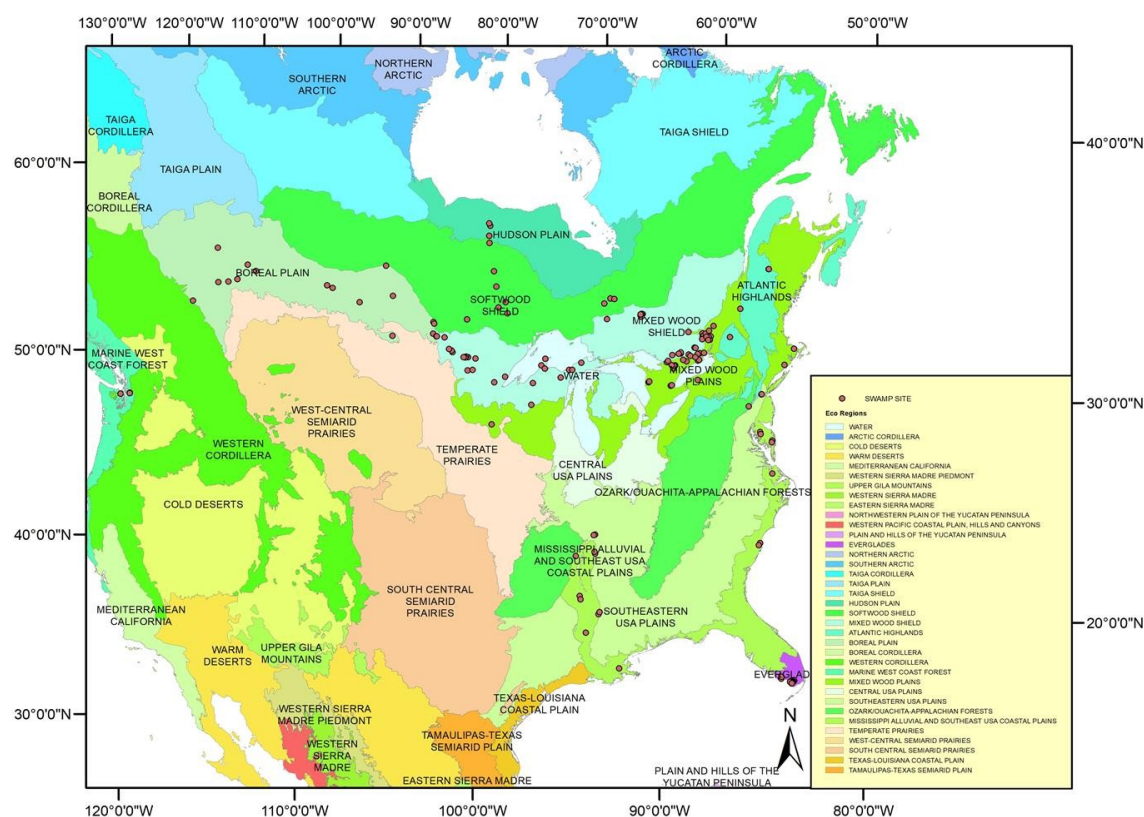 130°0'0"W 120°0'0"W 110°0'0"W 100°0'0"W 90°0'0"W 80°0'0"W 70°0'0"W 60°0'0"W 50°0'0"W
ARCTIC
CORDILLERA
NORTHERN
ARCTIC
SOUTHERN
ARCTIC
TAIGA
CORDILLERA
TAIGA SHIELD
40°0'0"N
60°0'0"N
TAIGA PLAIN
BOREAL
CORDILLERA
HUDSON PLAIN
BOREAL PLAIN
ATLANTIC
HIGHLANDS
SOFTWOOD
SHIELD
MIXED WOOD
SHIELD
50°0'0"N
MARINE WEST
COAST FOREST
WATER
MIXED WOOD
PLAINS
30°0'0"N
WEST-CENTRAL
SEMIARID
PRAIRIES
WESTERN
CORDILLERA
TEMPERATE
PRAIRIES
CENTRAL
USA PLAINS
OZARK/OUACHITA-APPALACHIAN FORESTS
COLD DESERTS
40°0'0"N
MISSISSIPPI ALLUVIAL
AND SOUTHEAST USA
COASTAL PLAINS
SOUTH CENTRAL
SEMIARID
PRAIRIES
MEDITERRANEAN
CALIFORNIA
SOUTHEASTERN
USA PLAINS
20°0'0"N
UPPER GILA
MOUNTAINS
WARM
DESERTS
EVERGLAD
TEXAS-LOUISIANA
COASTAL PLAIN
30°0'0"N
WESTERN SIERRA
MADRE PIEDMONT
TAMAULIPAS-TEXAS
SEMIARID PLAIN
WESTERN
SIERRA
MADRE
EASTERN SIERRA MADRE
PLAIN AND HILLS OF THE
YUCATAN PENINSULA
N
SWAMP SITE
Eco Regions
WATER
ARCTIC CORDILLERA
COLD DESERTS
WARM DESERTS
MEDITERRANEAN CALIFORNIA
WESTERN SIERRA MADRE PIEDMONT
UPPER GILA MOUNTAINS
WESTERN SIERRA MADRE
EASTERN SIERRA MADRE
NORTHWESTERN PLAIN OF THE YUCATAN PENINSULA
WESTERN PACIFIC COASTAL PLAIN, HILLS AND CANYONS
PLAIN AND HILLS OF THE YUCATAN PENINSULA
EVERGLADES
NORTHERN ARCTIC
SOUTHERN ARCTIC
TAIGA CORDILLERA
TAIGA PLAIN
TAIGA SHIELD
HUDSON PLAIN
SOFTWOOD SHIELD
MIXED WOOD SHIELD
ATLANTIC HIGHLANDS
BOREAL PLAIN
BOREAL CORDILLERA
WESTERN CORDILLERA
MARINE WEST COAST FOREST
MIXED WOOD PLAINS
CENTRAL USA PLAINS
SOUTHEASTERN USA PLAINS
OZARK/OUACHITA-APPALACHIAN FORESTS
MISSISSIPPI ALLUVIAL AND SOUTHEAST USA COASTAL PLAINS
TEMPERATE PRAIRIES
WEST-CENTRAL SEMIARID PRAIRIES
SOUTH CENTRAL SEMIARID PRAIRIES
TEXAS-LOUISIANA COASTAL PLAIN
TAMAULIPAS-TEXAS SEMIARID PLAIN
120°0'0"W 110°0'0"W 100°0'0"W 90°0'0"W 80°0'0"W